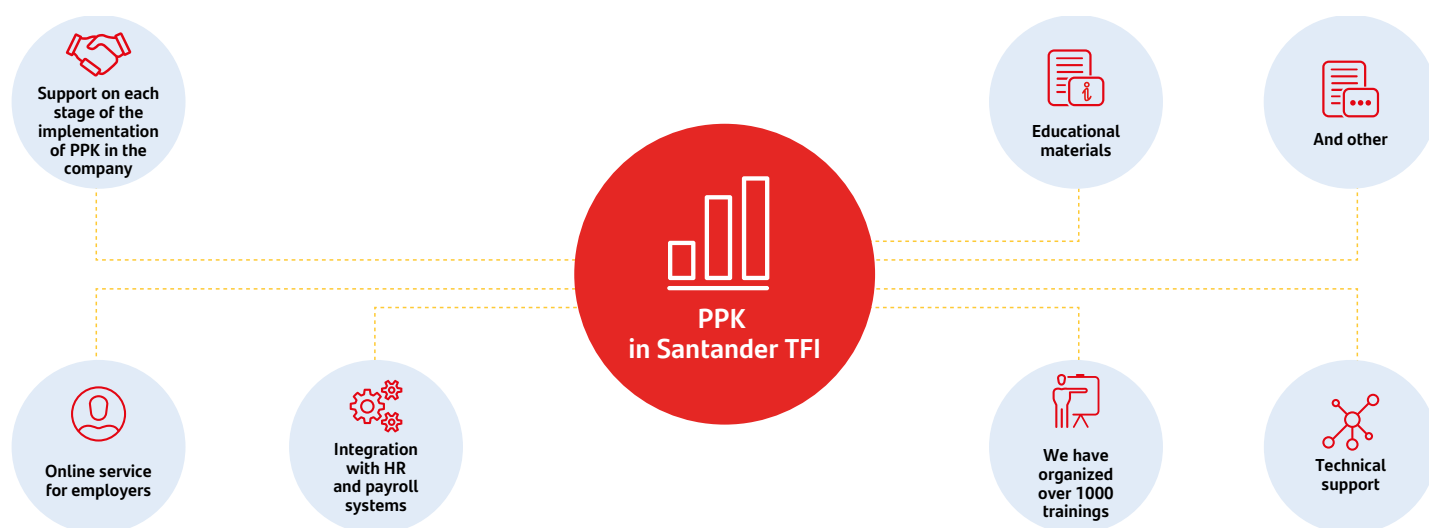 Support on each
stage of the
implementation
of PPK in the
company
Educational
materials
And other
PPK
in Santander TFI
Online service
for employers
Integration
with HR
and payroll
systems
We have
organized
over 1000
trainings
Technical
support